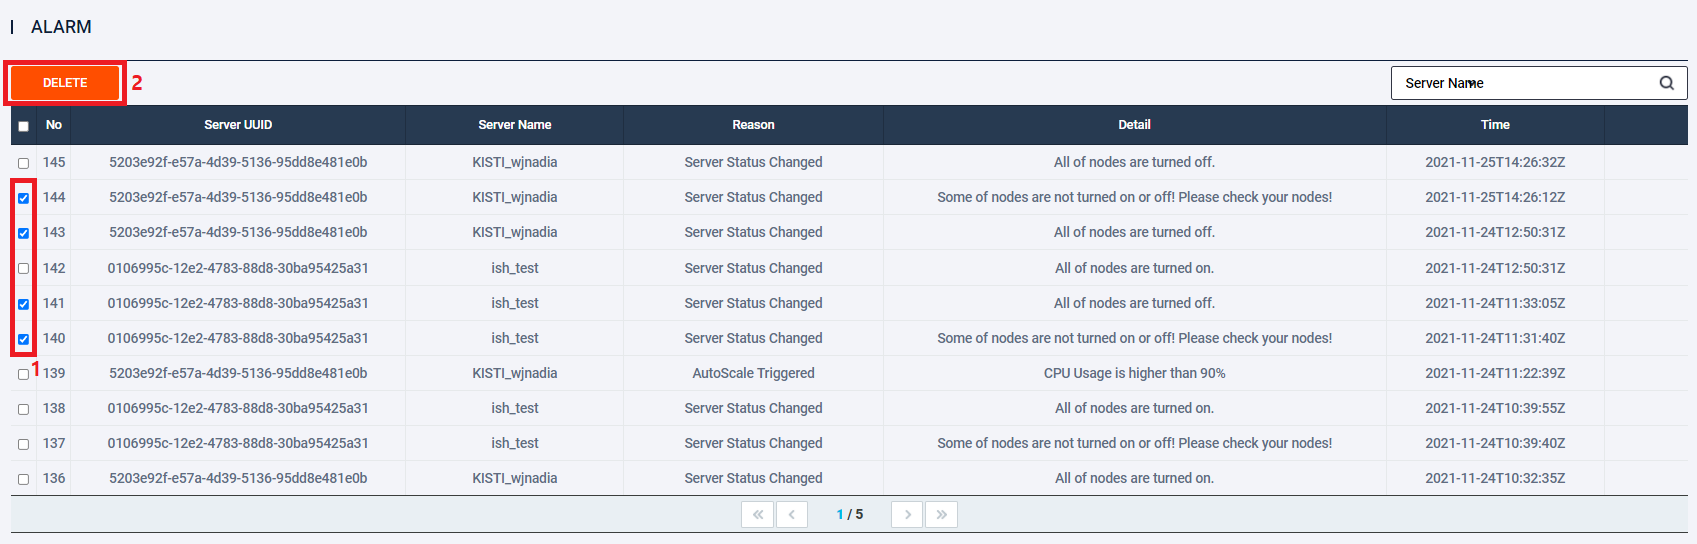 ALARM
DELETE 2 Server Name
No Server UUID Server Name Reason Detail Time
145 5203e92f-e57a-4d39-5136-95dd8e481e0b KISTI_wjnadia Server Status Changed All of nodes are turned off. 2021-11-25T14:26:32Z
144 5203e92f-e57a-4d39-5136-95dd8e481e0b KISTI_wjnadia Server Status Changed Some of nodes are not turned on or off! Please check your nodes! 2021-11-25T14:26:12Z
143 5203e92f-e57a-4d39-5136-95dd8e481e0b KISTI_wjnadia Server Status Changed All of nodes are turned off. 2021-11-24T12:50:31Z
142 0106995c-12e2-4783-88d8-30ba95425a31 ish_test Server Status Changed All of nodes are turned on. 2021-11-24T12:50:31Z
141 0106995c-12e2-4783-88d8-30ba95425a31 ish_test Server Status Changed All of nodes are turned off. 2021-11-24T11:33:05Z
140 0106995c-12e2-4783-88d8-30ba95425a31 ish_test Server Status Changed Some of nodes are not turned on or off! Please check your nodes! 2021-11-24T11:31:40Z
1 139 5203e92f-e57a-4d39-5136-95dd8e481e0b KISTI_wjnadia AutoScale Triggered CPU Usage is higher than 90% 2021-11-24T11:22:39Z
138 0106995c-12e2-4783-88d8-30ba95425a31 ish_test Server Status Changed All of nodes are turned on. 2021-11-24T10:39:55Z
137 0106995c-12e2-4783-88d8-30ba95425a31 ish_test Server Status Changed Some of nodes are not turned on or off! Please check your nodes! 2021-11-24T10:39:40Z
136 5203e92f-e57a-4d39-5136-95dd8e481e0b KISTI_wjnadia Server Status Changed All of nodes are turned on. 2021-11-24T10:32:35Z
« ‹ 1 / 5 › »